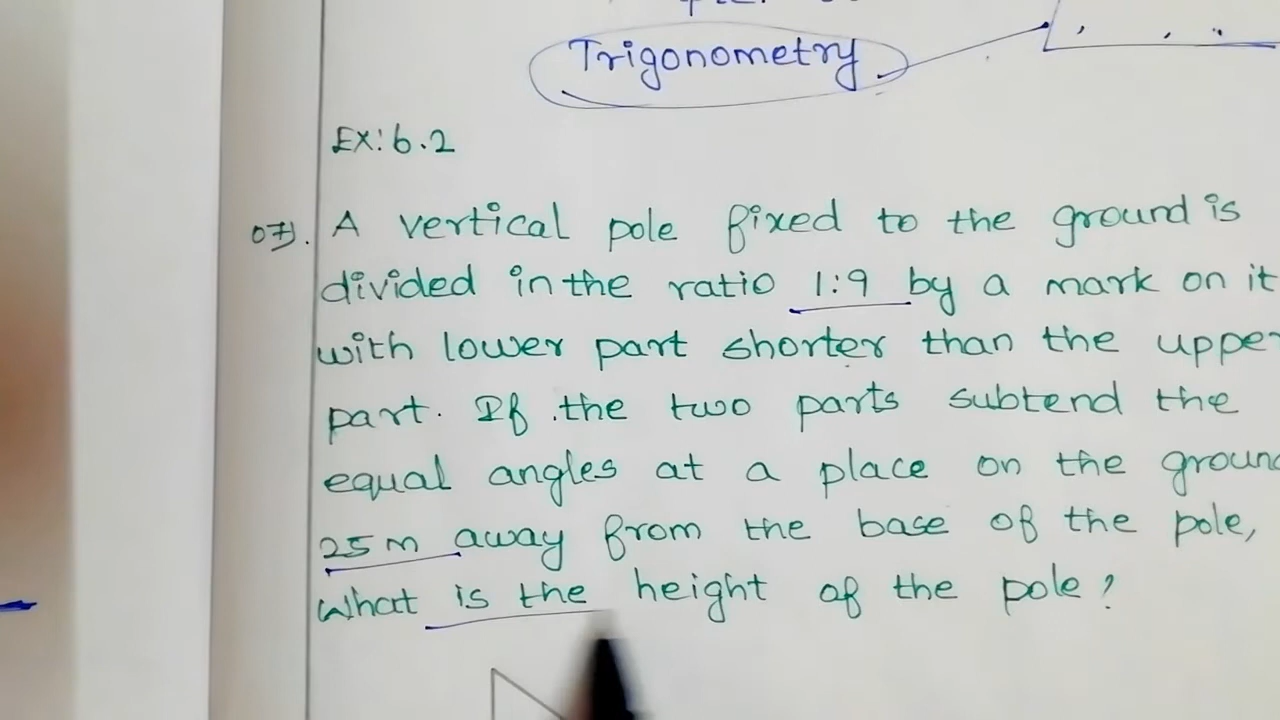 Trigonometry
Ex: 6.2
07). A vertical pole fixed to the ground is
divided in the ratio 1:9 by a mark on it
with lower part shorter than the uppe
part. If the two parts subtend the
equal angles at a place on the ground
25m away from the base of the pole,
What is the height of the pole?